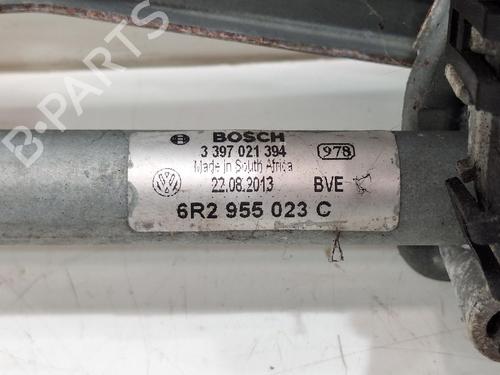 BOSCH
3 397 021 394 978
Made in South Africa
22.08.2013 BVE
6R2 955 023 C
B-PARTS